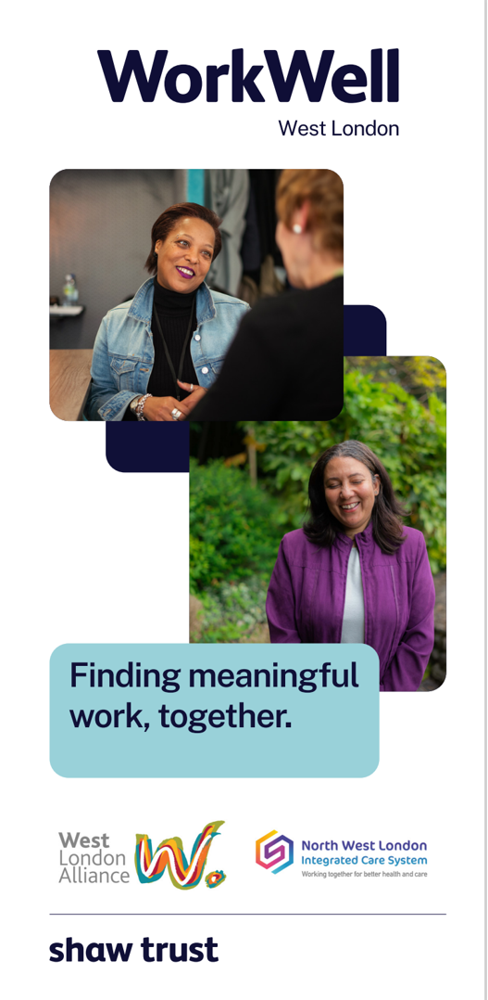 WorkWell
West London
Finding meaningful
work, together.
West
London
Alliance
W.
North West London
Integrated Care System
Working together for better health and care
shaw trust